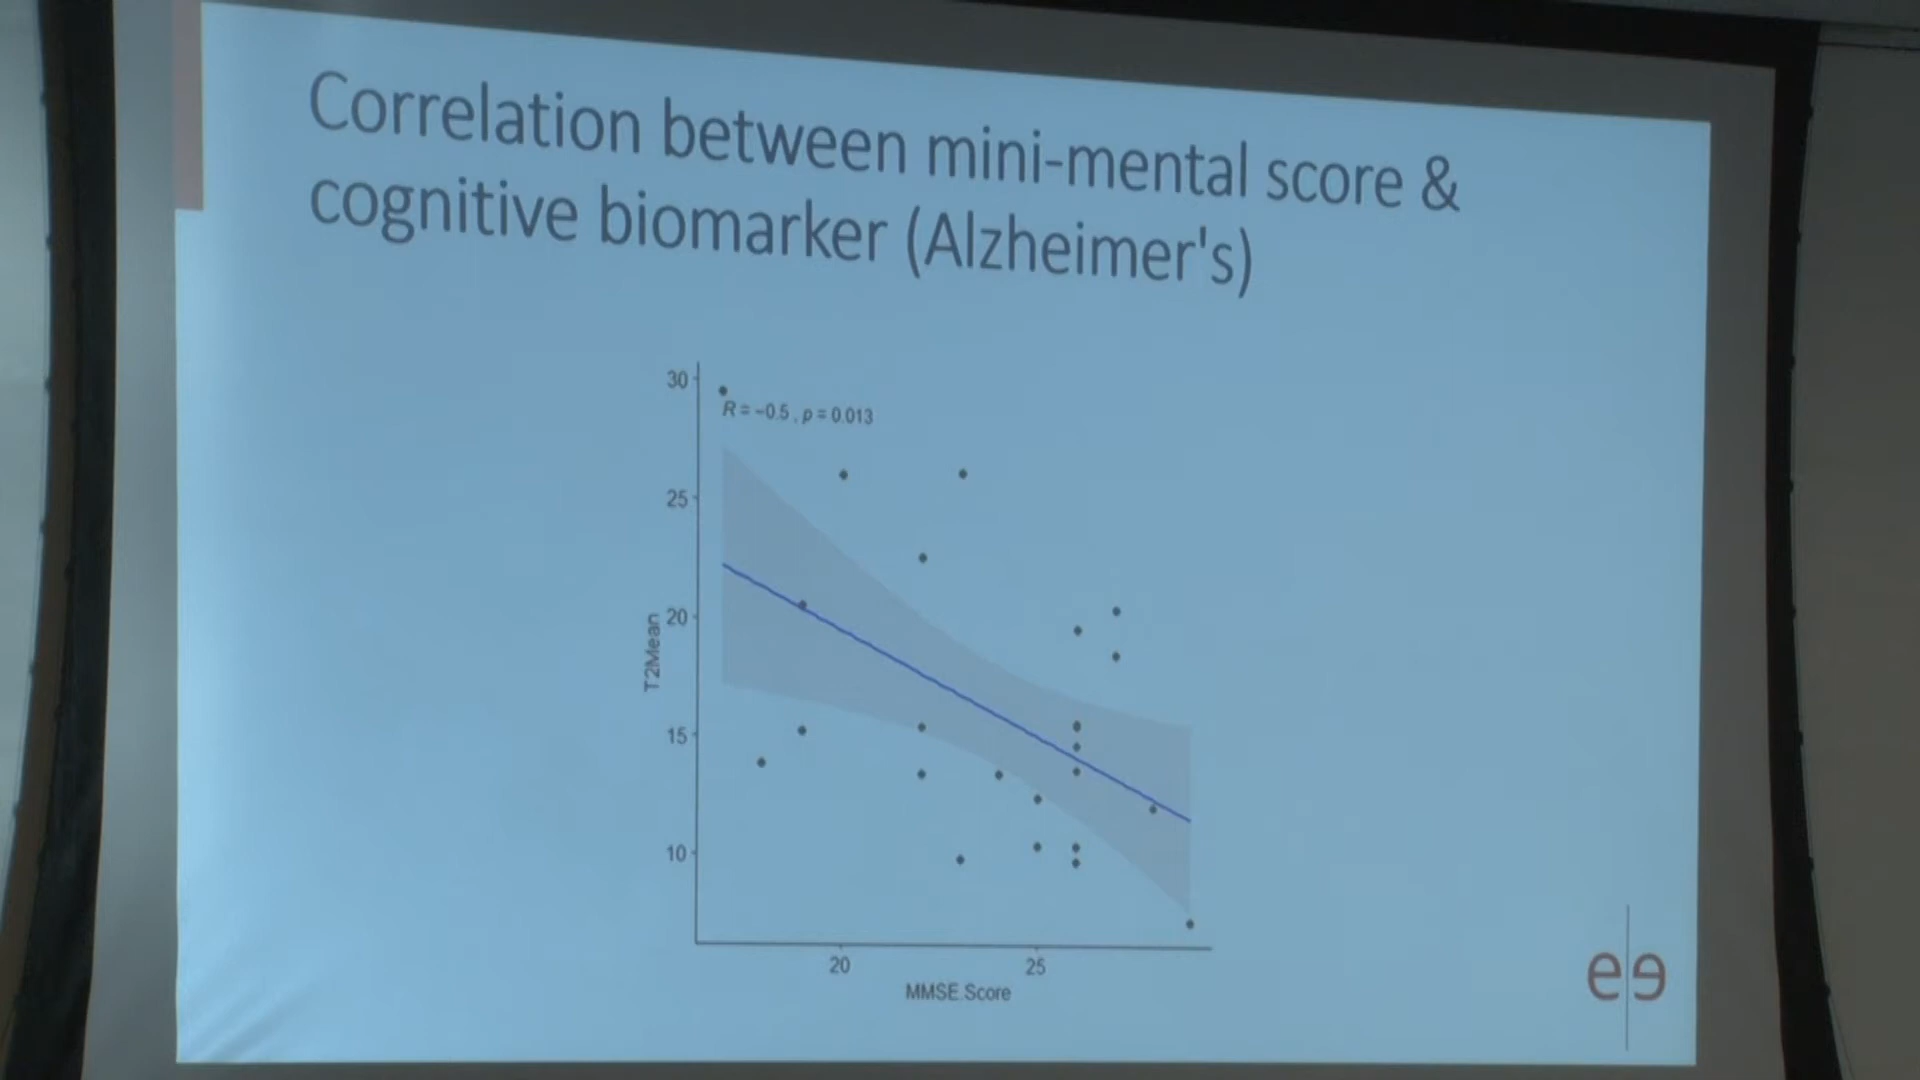 Correlation between mini-mental score &
cognitive biomarker (Alzheimer's)
30
R = -0.5 , p = 0.013
25
20
15
10
T2Mean
20
25
MMSE.Score
e|ɘ